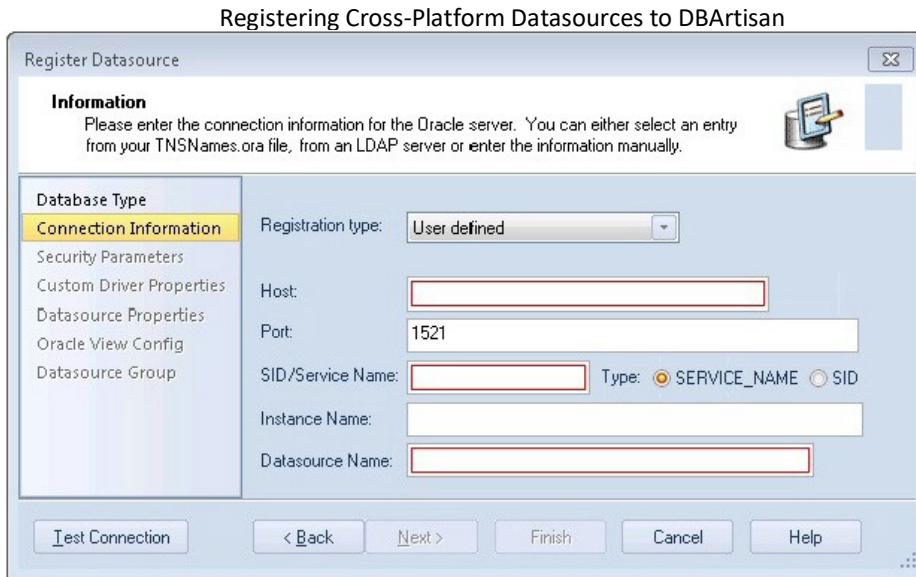 Registering Cross-Platform Datasources to DBArtisan
Register Datasource
Information
Please enter the connection information for the Oracle server. You can either select an entry
from your TNSNames.ora file, from an LDAP server or enter the information manually.
Database Type
Connection Information
Security Parameters
Custom Driver Properties
Datasource Properties
Oracle View Config
Datasource Group
Registration type: User defined
Host:
Port: 1521
SID/Service Name: Type: SERVICE_NAME SID
Instance Name:
Datasource Name:
Test Connection < Back Next > Finish Cancel Help